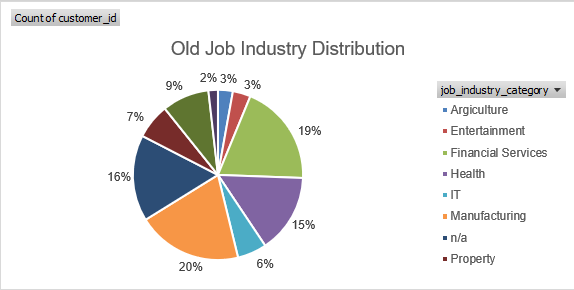 Count of customer_id
Old Job Industry Distribution
2%
3%
3%
9%
19%
7%
16%
15%
20%
6%
job_industry_category
Argiculture
Entertainment
Financial Services
Health
IT
Manufacturing
n/a
Property